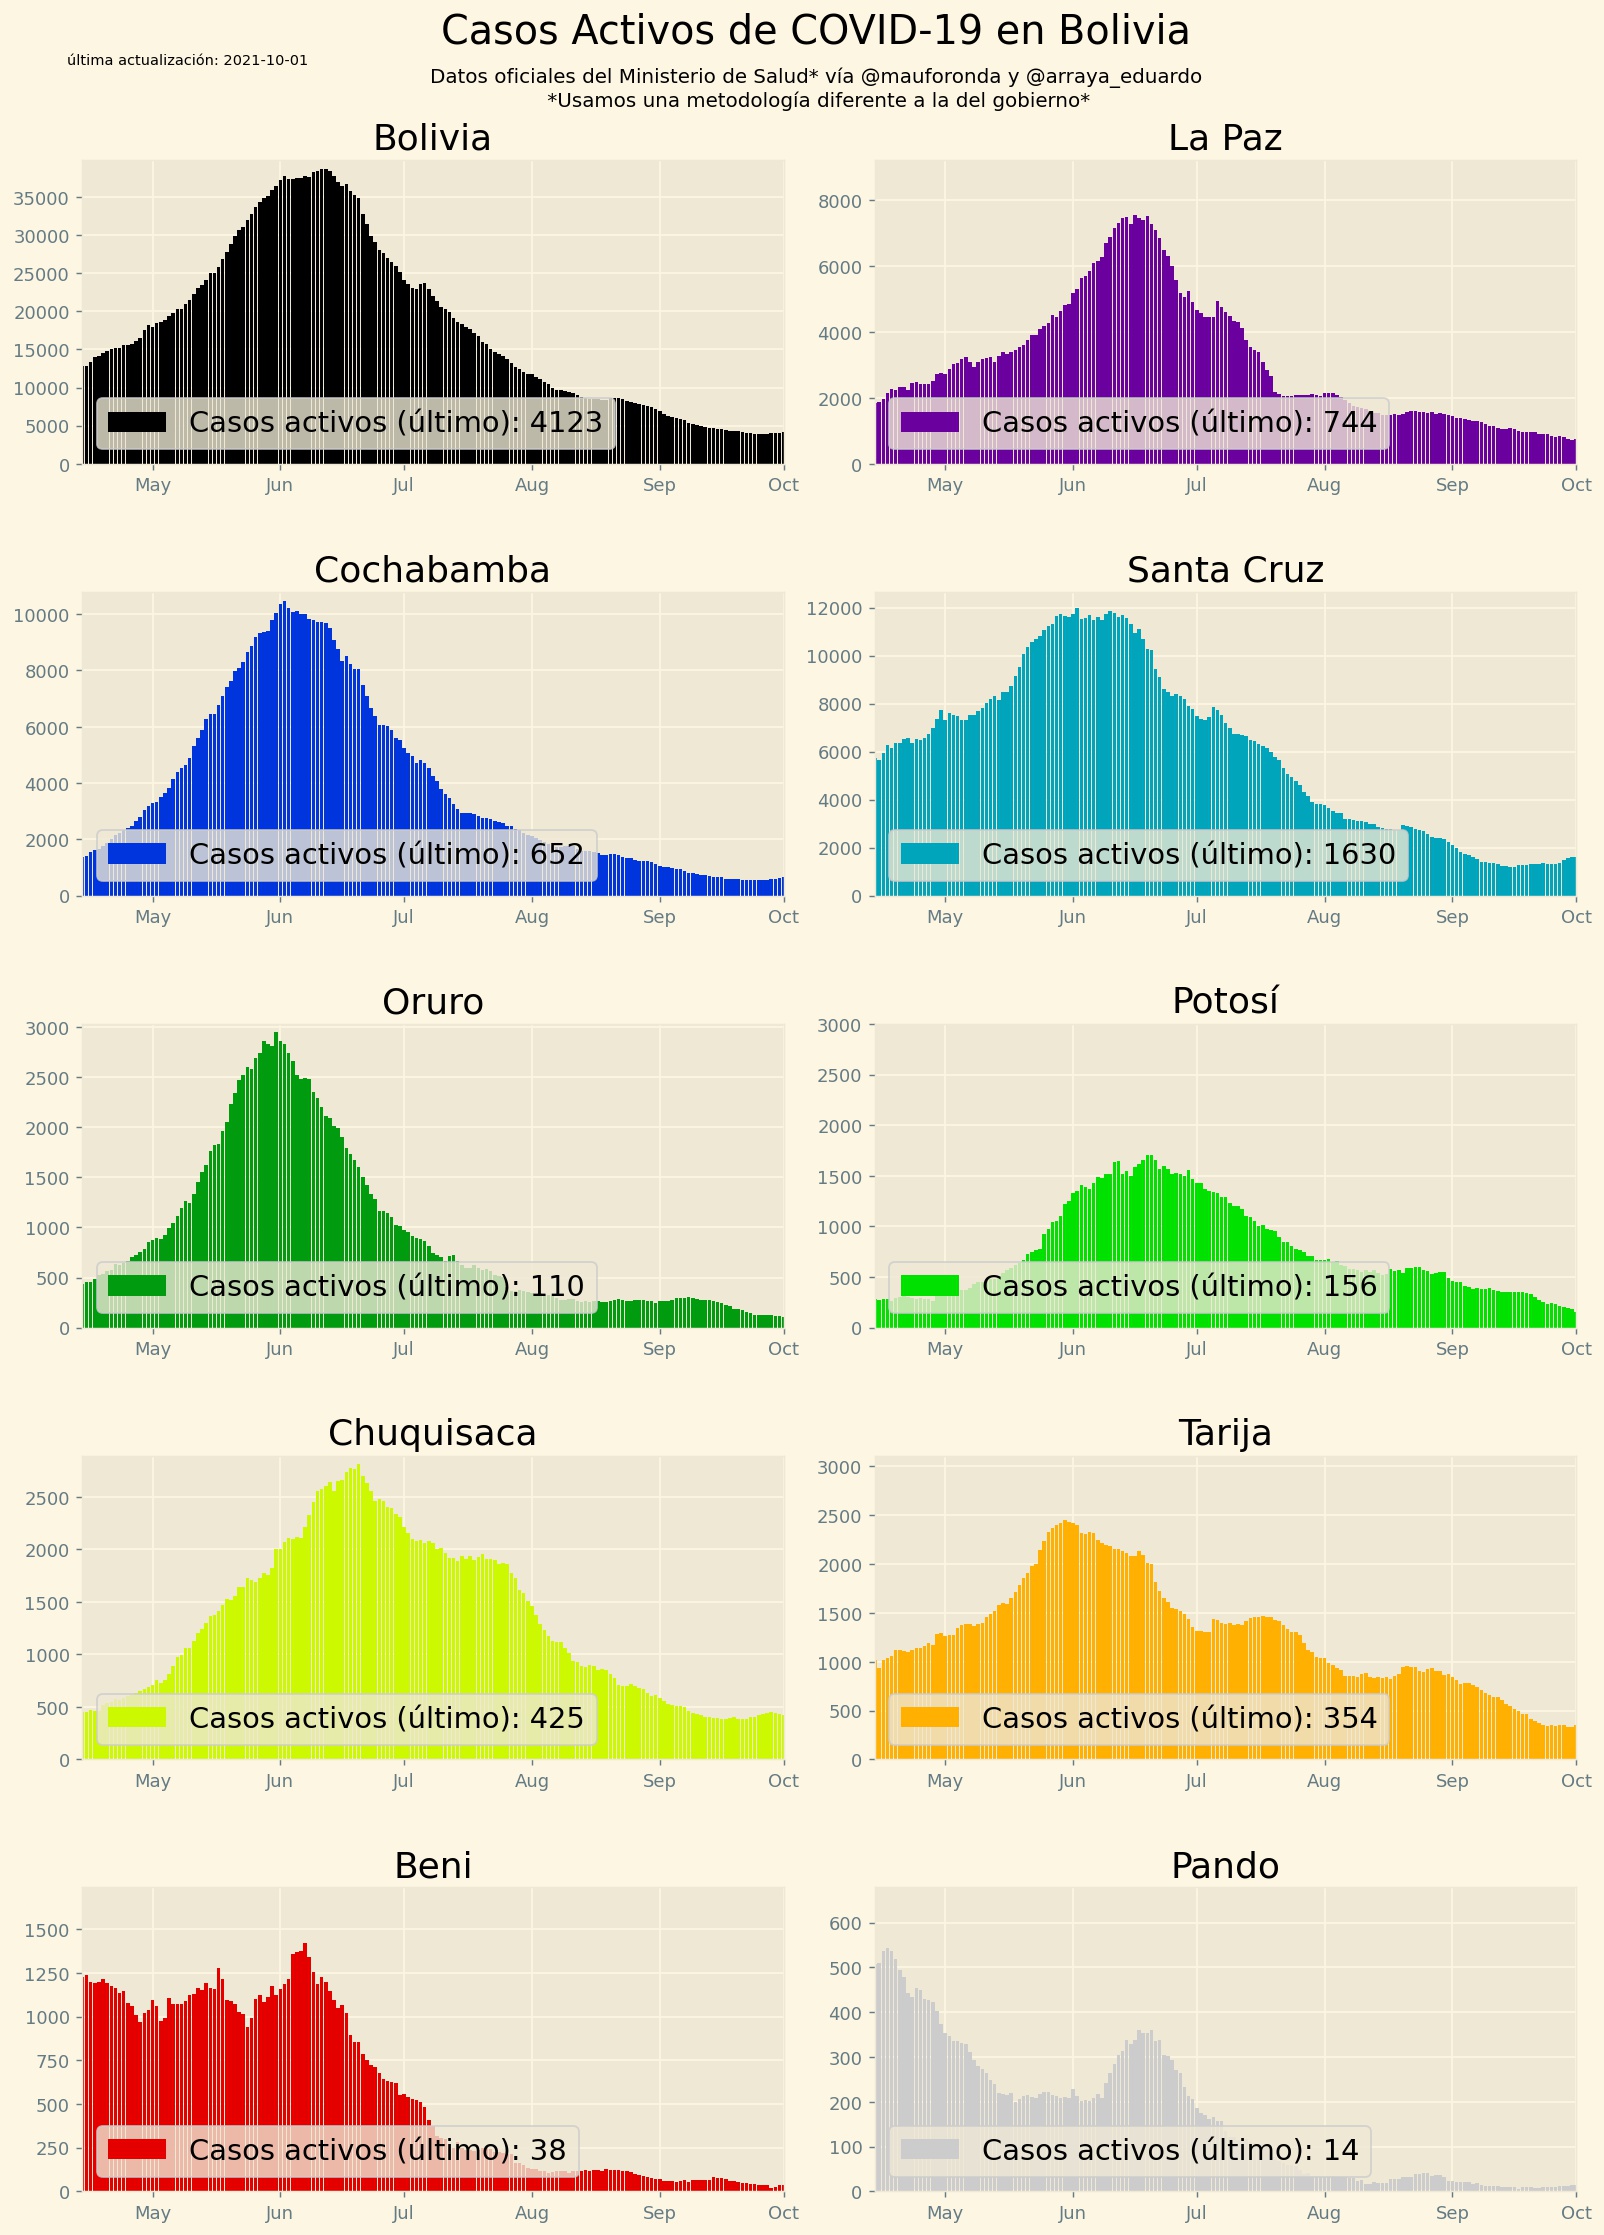 Casos Activos de COVID-19 en Bolivia
última actualización: 2021-10-01
Datos oficiales del Ministerio de Salud* vía @mauforonda y @arraya_eduardo
*Usamos una metodología diferente a la del gobierno*
Bolivia
35000
30000
25000
20000
15000
10000
5000
0
Casos activos (último): 4123
May Jun Jul Aug Sep Oct
La Paz
8000
6000
4000
2000
0
Casos activos (último): 744
May Jun Jul Aug Sep Oct
Cochabamba
10000
8000
6000
4000
2000
0
Casos activos (último): 652
May Jun Jul Aug Sep Oct
Santa Cruz
12000
10000
8000
6000
4000
2000
0
Casos activos (último): 1630
May Jun Jul Aug Sep Oct
Oruro
3000
2500
2000
1500
1000
500
0
Casos activos (último): 110
May Jun Jul Aug Sep Oct
Potosí
3000
2500
2000
1500
1000
500
0
Casos activos (último): 156
May Jun Jul Aug Sep Oct
Chuquisaca
2500
2000
1500
1000
500
0
Casos activos (último): 425
May Jun Jul Aug Sep Oct
Tarija
3000
2500
2000
1500
1000
500
0
Casos activos (último): 354
May Jun Jul Aug Sep Oct
Beni
1500
1250
1000
750
500
250
0
Casos activos (último): 38
May Jun Jul Aug Sep Oct
Pando
600
500
400
300
200
100
0
Casos activos (último): 14
May Jun Jul Aug Sep Oct